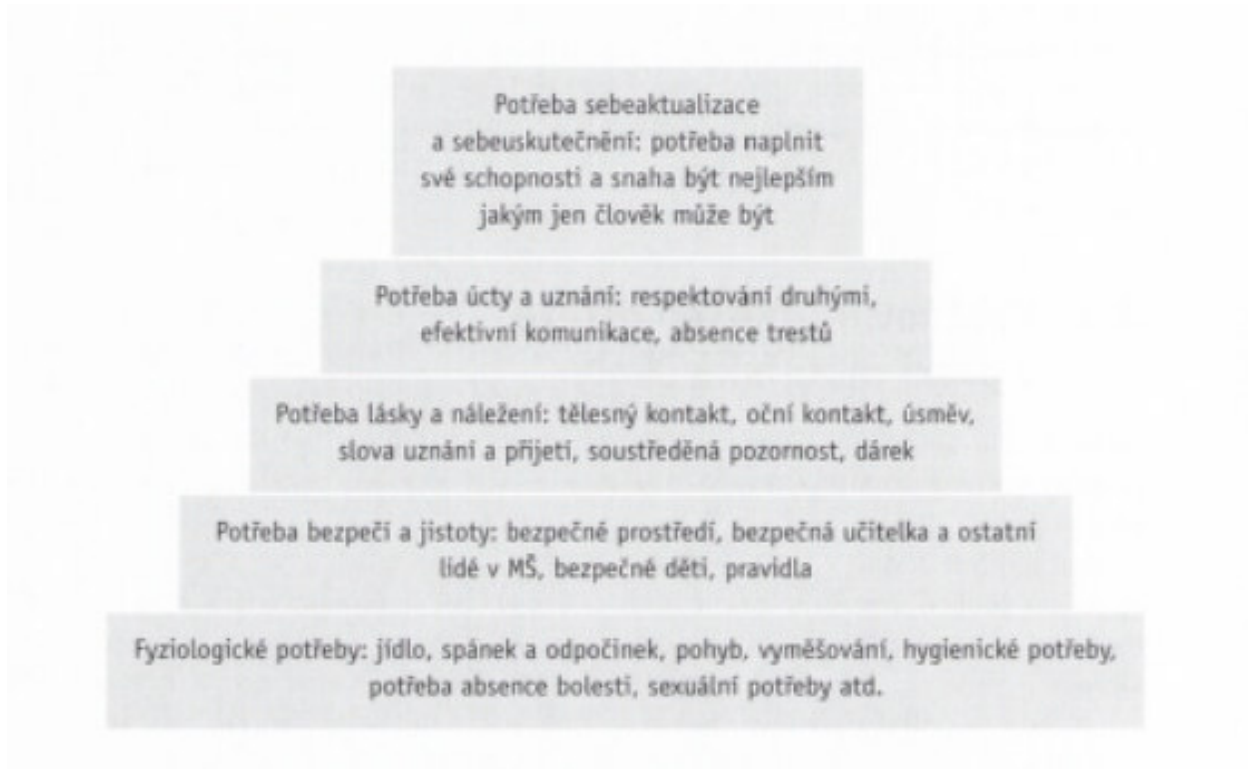 Potřeba sebeaktualizace
a sebeuskutečnění: potřeba naplnit
své schopnosti a snaha být nejlepším
jakým jen člověk může být
Potřeba úcty a uznání: respektování druhými,
efektivní komunikace, absence trestů
Potřeba lásky a náležení: tělesný kontakt, oční kontakt, úsměv,
slova uznání a přijetí, soustředěná pozornost, dárek
Potřeba bezpečí a jistoty: bezpečné prostředí, bezpečná učitelka a ostatní
lidé v MŠ, bezpečné děti, pravidla
Fyziologické potřeby: jídlo, spánek a odpočinek, pohyb, vyměšování, hygienické potřeby,
potřeba absence bolesti, sexuální potřeby atd.